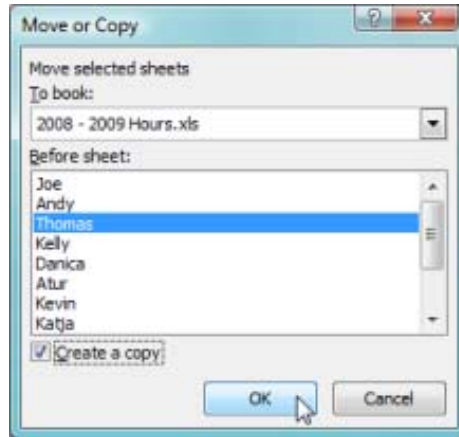 Move or Copy
Move selected sheets
To book:
2008 - 2009 Hours.xls
Before sheet:
Joe
Andy
Thomas
Kelly
Danica
Atur
Kevin
Katja
Create a copy
OK
Cancel